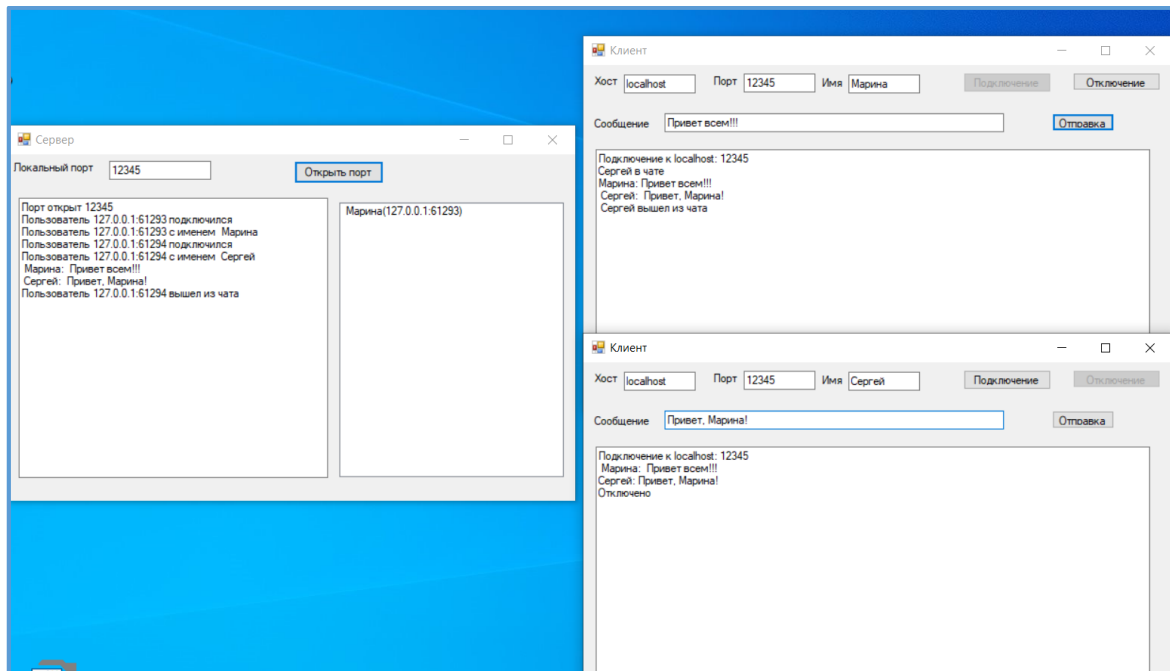 Сервер
Локальный порт 12345 Открыть порт
Порт открыт 12345
Пользователь 127.0.0.1:61293 подключился
Пользователь 127.0.0.1:61293 с именем Марина
Пользователь 127.0.0.1:61294 подключился
Пользователь 127.0.0.1:61294 с именем Сергей
Марина: Привет всем!!!
Сергей: Привет, Марина!
Пользователь 127.0.0.1:61294 вышел из чата
Марина(127.0.0.1:61293)
Клиент
Хост localhost Порт 12345 Имя Марина Подключение Отключение
Сообщение Привет всем!!! Отправка
Подключение к localhost: 12345
Сергей в чате
Марина: Привет всем!!!
Сергей: Привет, Марина!
Сергей вышел из чата
Клиент
Хост localhost Порт 12345 Имя Сергей Подключение Отключение
Сообщение Привет, Марина! Отправка
Подключение к localhost: 12345
Марина: Привет всем!!!
Сергей: Привет, Марина!
Отключено